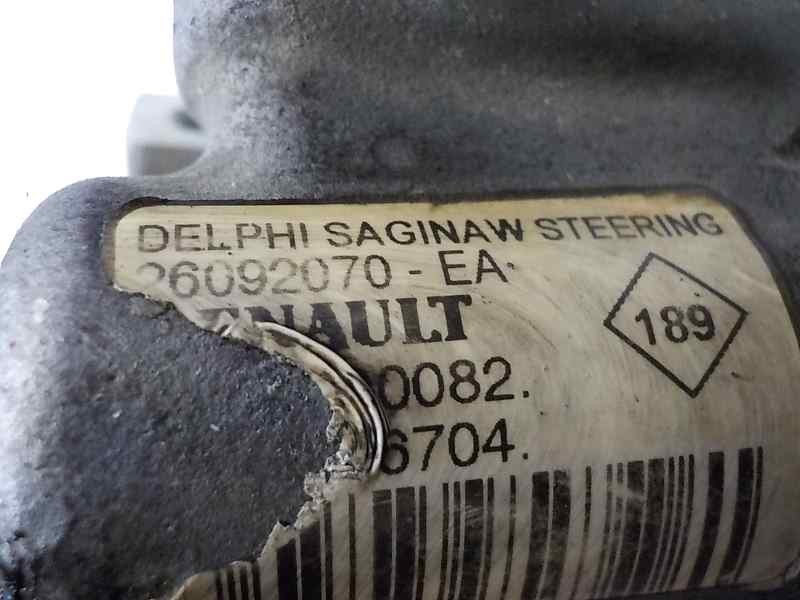 DELPHI SAGINAW STEERING
26092070 - EA
ENAULT
189
0082.
6704.